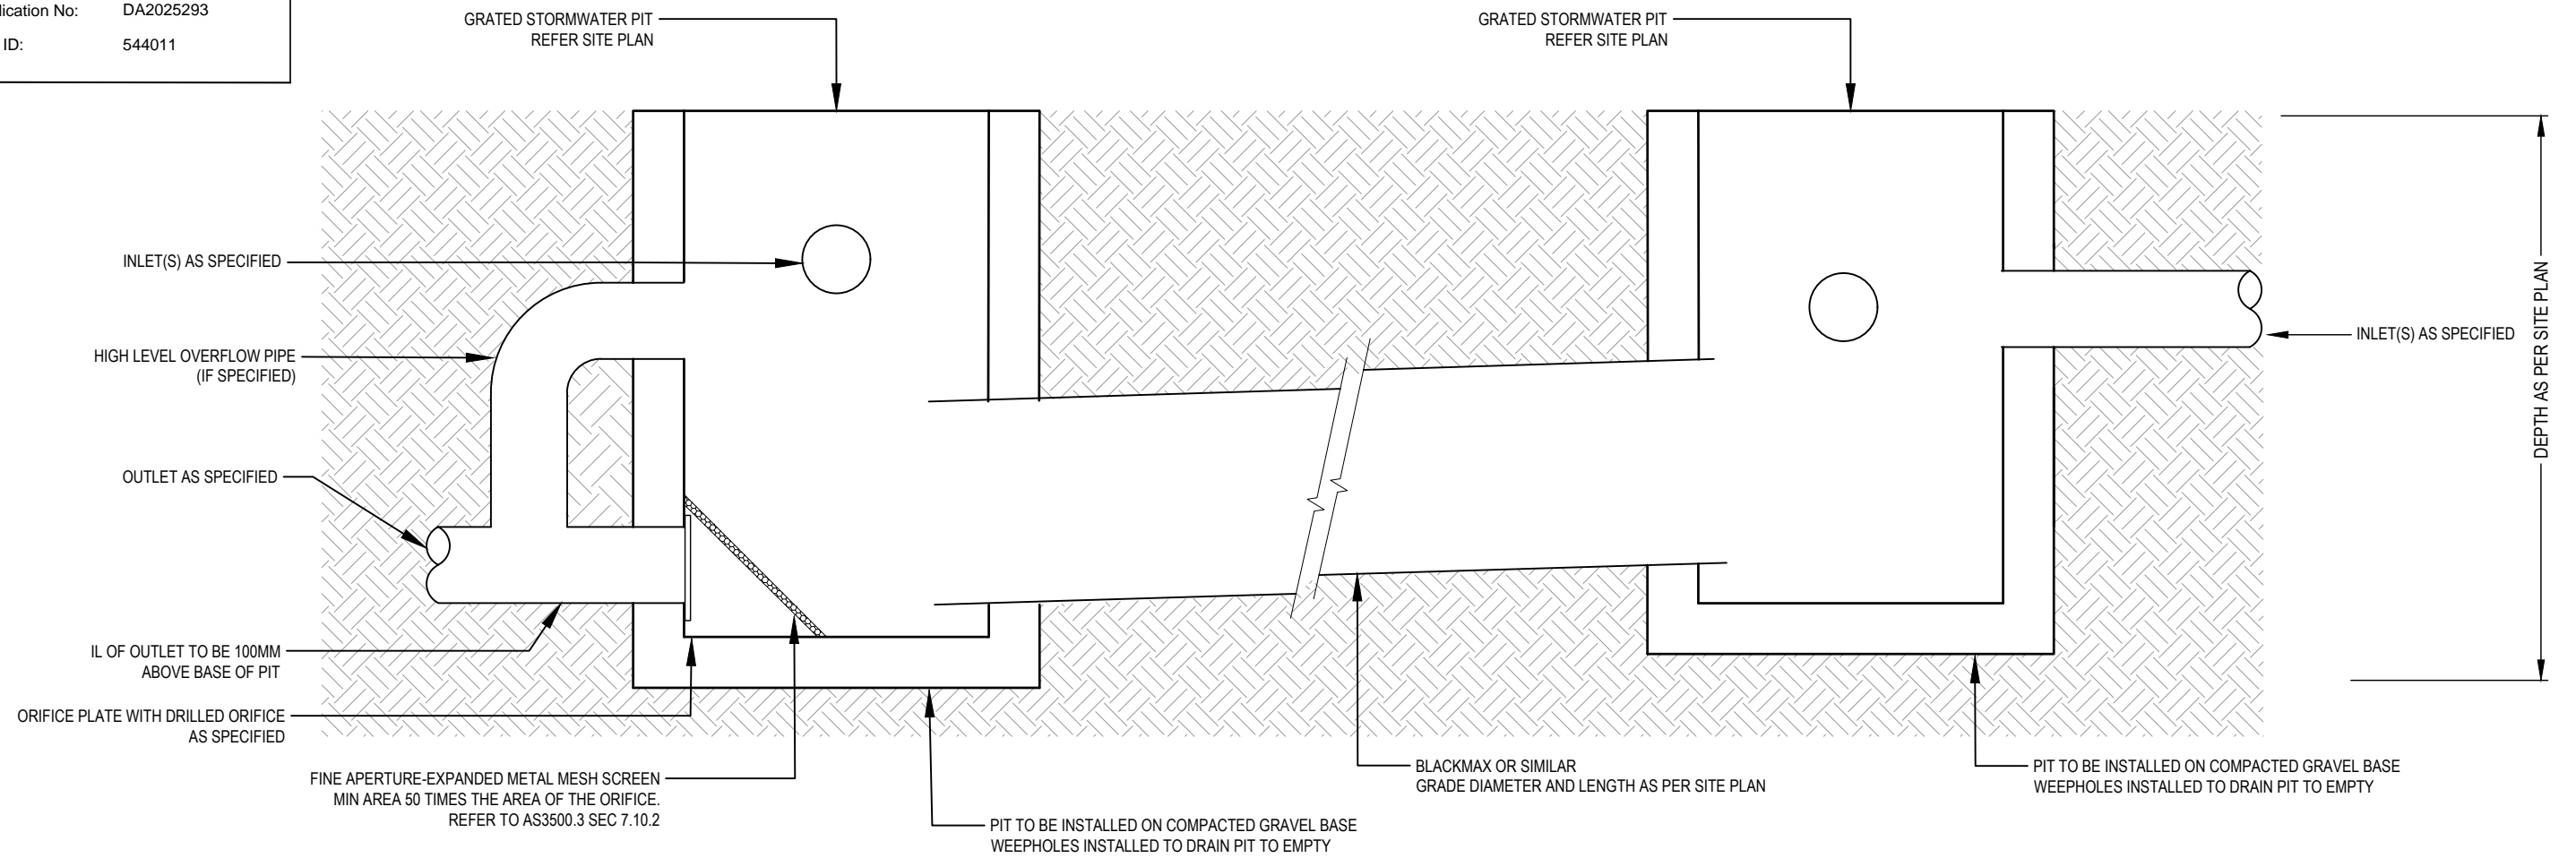 lication No: DA2025293
ID: 544011
GRATED STORMWATER PIT
REFER SITE PLAN
GRATED STORMWATER PIT
REFER SITE PLAN
INLET(S) AS SPECIFIED
HIGH LEVEL OVERFLOW PIPE
(IF SPECIFIED)
OUTLET AS SPECIFIED
IL OF OUTLET TO BE 100MM
ABOVE BASE OF PIT
ORIFICE PLATE WITH DRILLED ORIFICE
AS SPECIFIED
FINE APERTURE-EXPANDED METAL MESH SCREEN
MIN AREA 50 TIMES THE AREA OF THE ORIFICE.
REFER TO AS3500.3 SEC 7.10.2
PIT TO BE INSTALLED ON COMPACTED GRAVEL BASE
WEEPHOLES INSTALLED TO DRAIN PIT TO EMPTY
BLACKMAX OR SIMILAR
GRADE DIAMETER AND LENGTH AS PER SITE PLAN
PIT TO BE INSTALLED ON COMPACTED GRAVEL BASE
WEEPHOLES INSTALLED TO DRAIN PIT TO EMPTY
INLET(S) AS SPECIFIED
DEPTH AS PER SITE PLAN